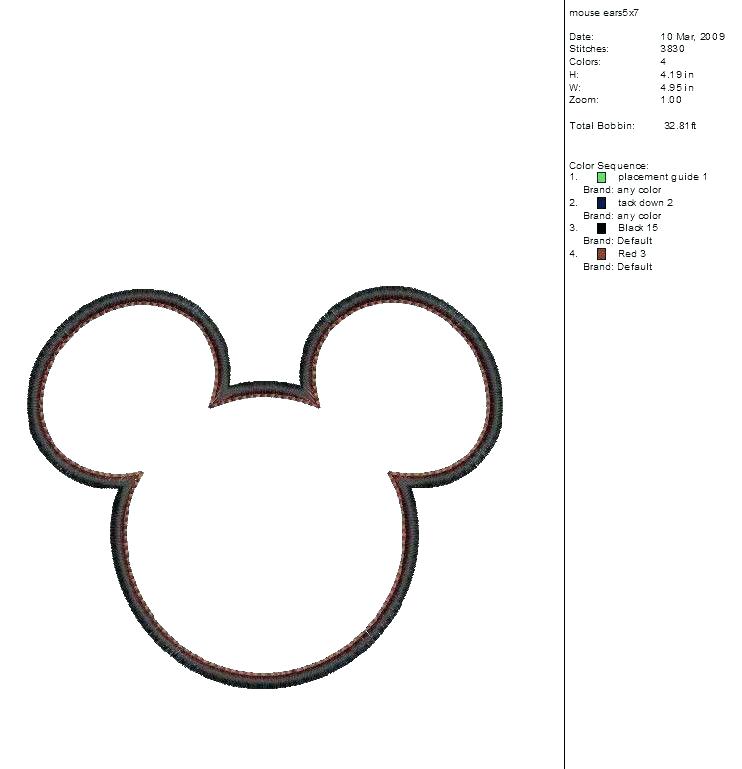 mouse ears5x7
Date: 10 Mar, 2009
Stitches: 3830
Colors: 4
H: 4.19 in
W: 4.95 in
Zoom: 1.00
Total Bobbin: 32.81ft
Color Sequence:
1. placement guide 1
Brand: any color
2. tack down 2
Brand: any color
3. Black 15
Brand: Default
4. Red 3
Brand: Default